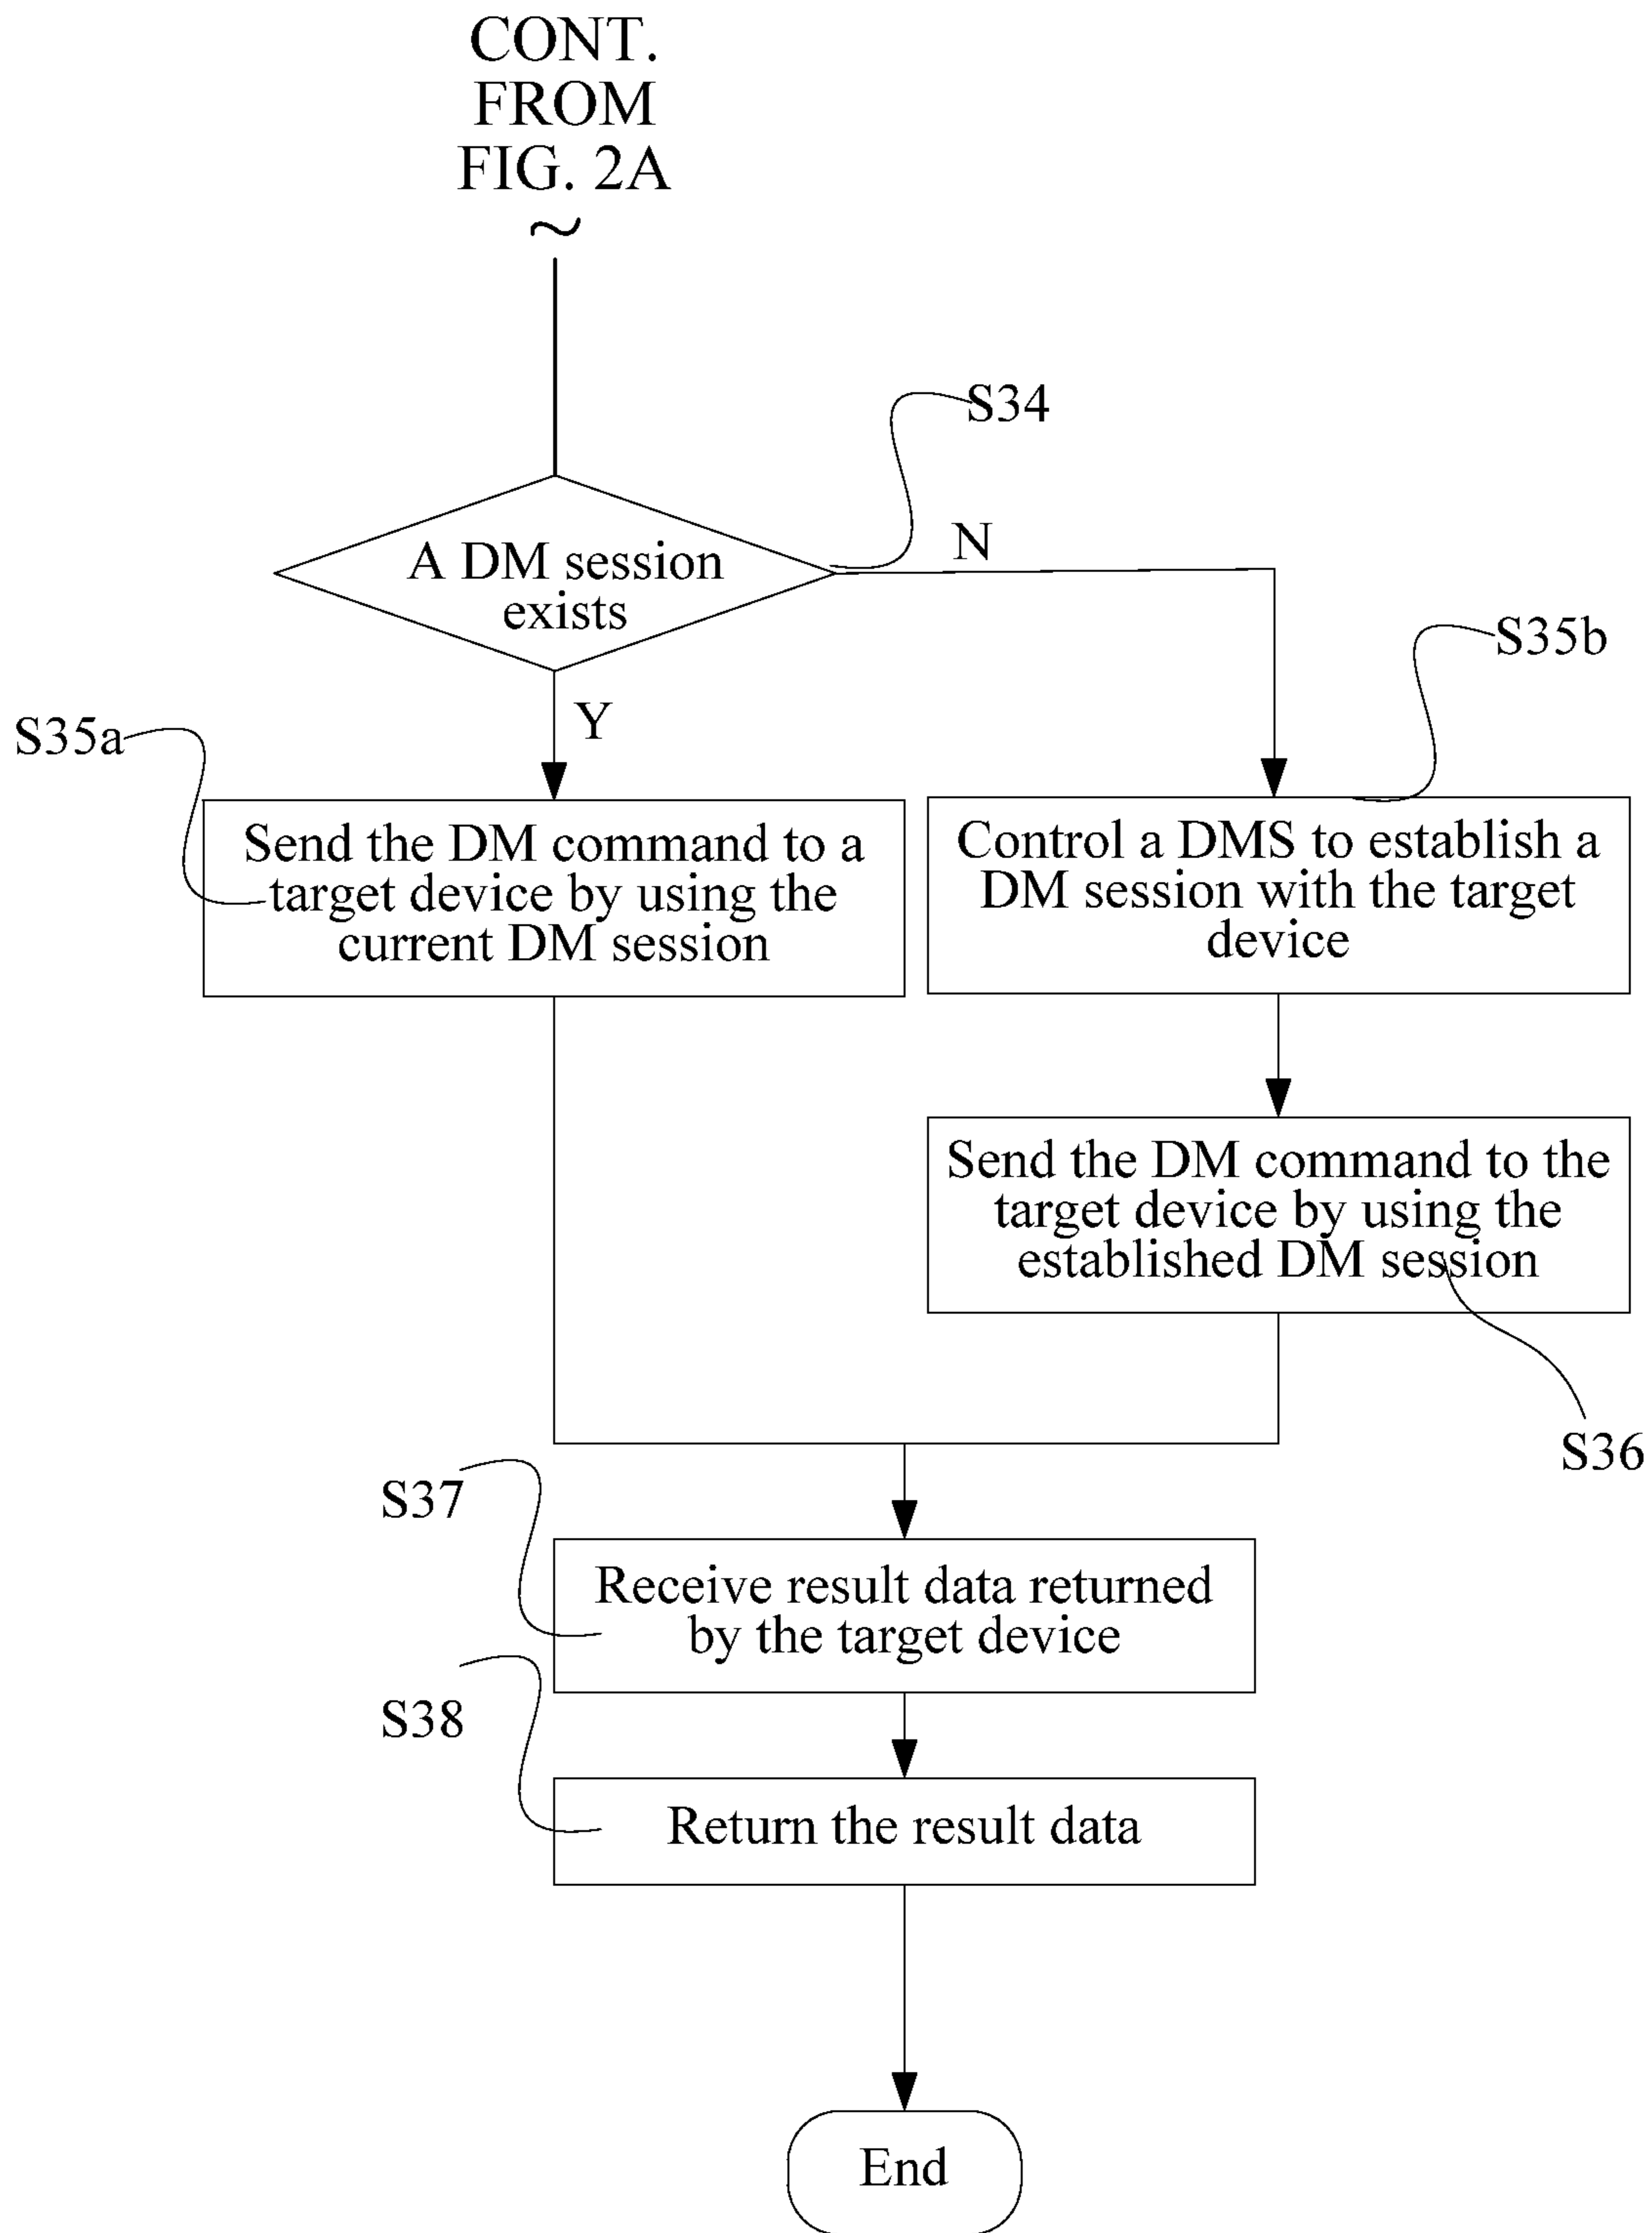 CONT.
FROM
FIG. 2A
~
S34
N
A DM session
exists
S35b
Y
S35a
Send the DM command to a
target device by using the
current DM session
Control a DMS to establish a
DM session with the target
device
Send the DM command to the
target device by using the
established DM session
S36
S37
Receive result data returned
by the target device
S38
Return the result data
End